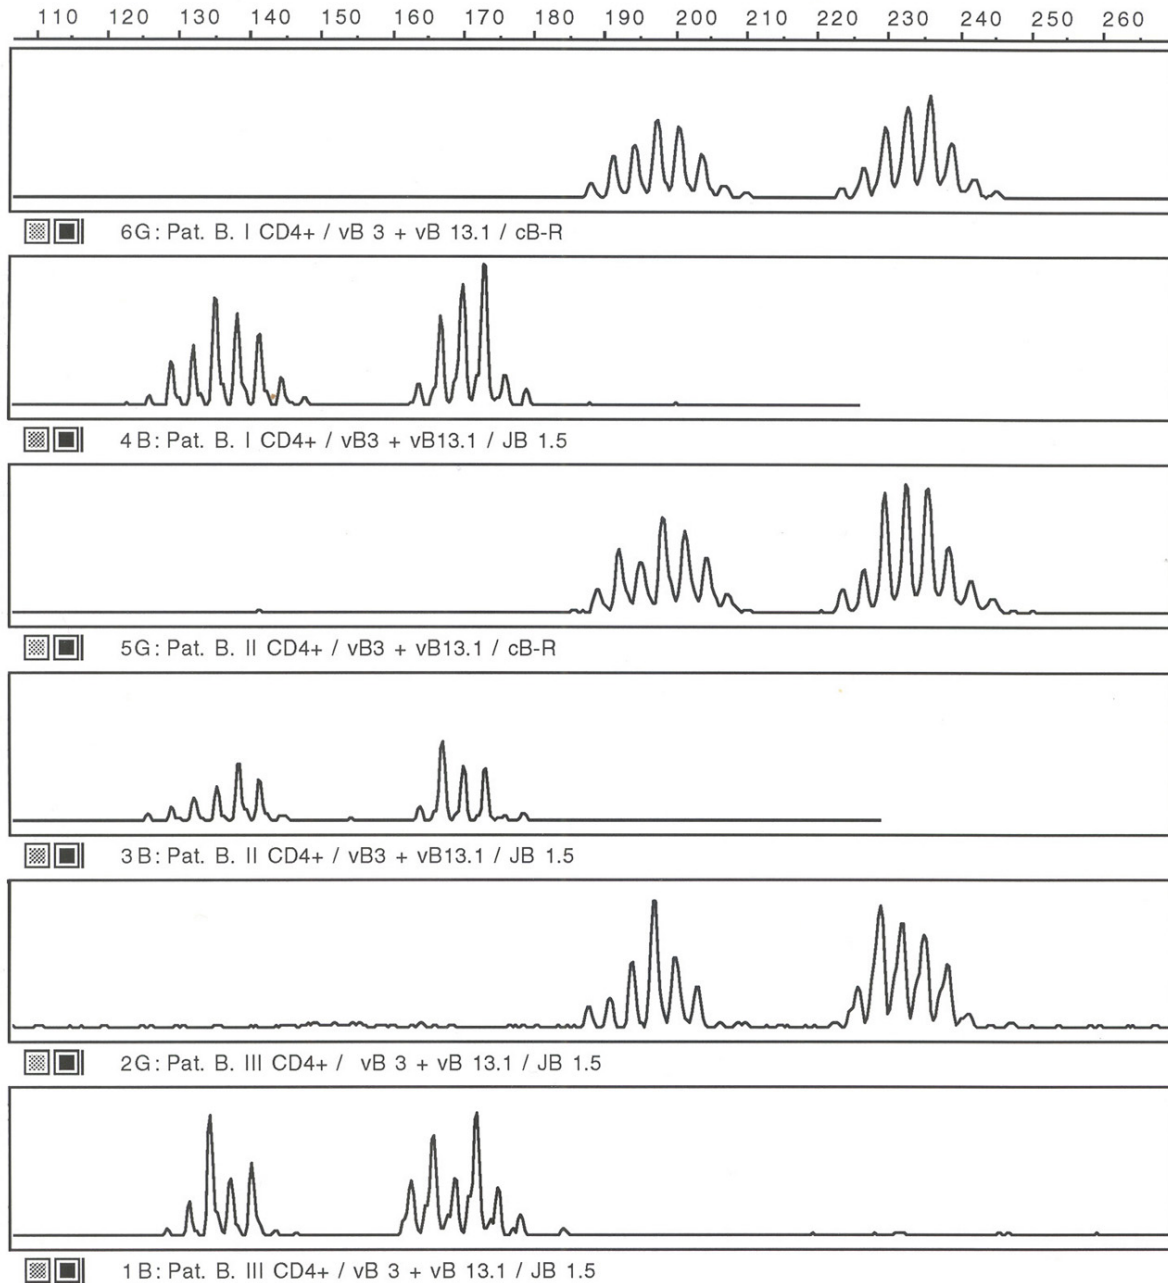 110 120 130 140 150 160 170 180 190 200 210 220 230 240 250 260
6G: Pat. B. I CD4+ / vB 3 + vB 13.1 / cB-R
4B: Pat. B. I CD4+ / vB3 + vB13.1 / JB 1.5
5G: Pat. B. II CD4+ / vB3 + vB13.1 / cB-R
3B: Pat. B. II CD4+ / vB3 + vB13.1 / JB 1.5
2G: Pat. B. III CD4+ / vB 3 + vB 13.1 / JB 1.5
1B: Pat. B. III CD4+ / vB 3 + vB 13.1 / JB 1.5